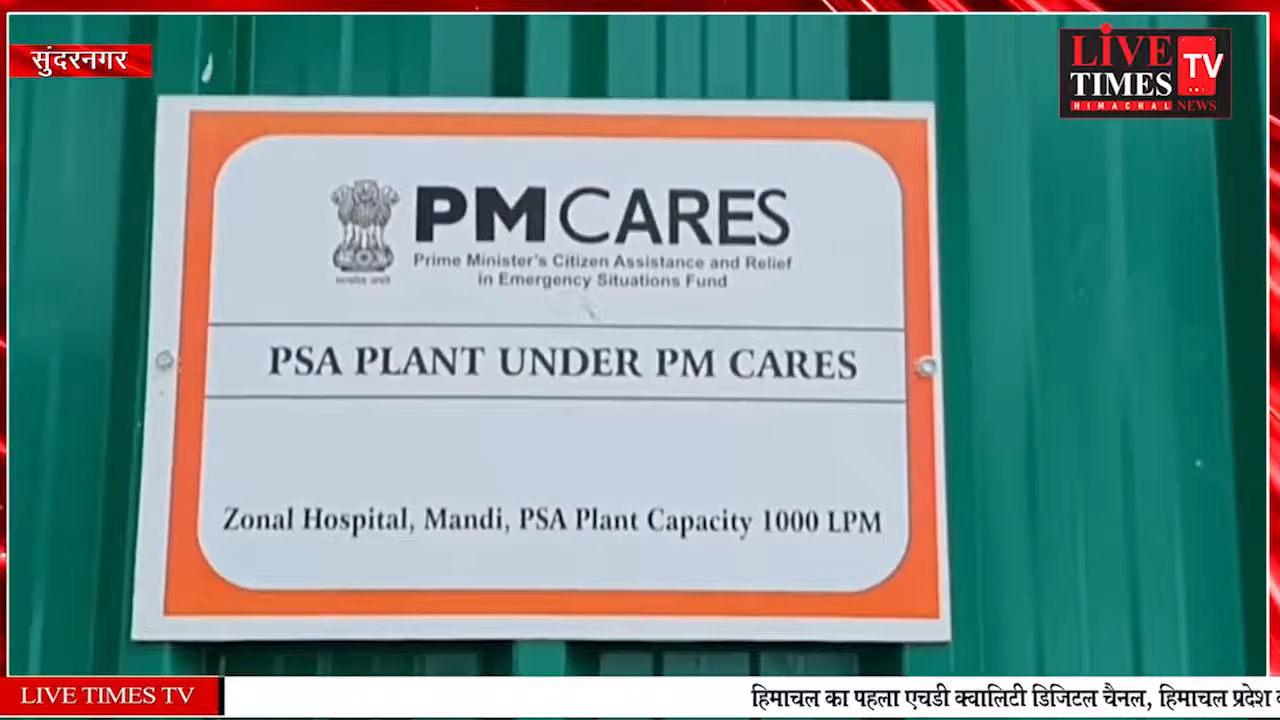 सुंदरनगर
LIVE
TIMES
TV
HIMACHAL NEWS
PM CARES
Prime Minister's Citizen Assistance and Relief
in Emergency Situations Fund
PSA PLANT UNDER PM CARES
Zonal Hospital, Mandi, PSA Plant Capacity 1000 LPM
LIVE TIMES TV
हिमाचल का पहला एचडी क्वालिटी डिजिटल चैनल, हिमाचल प्रदेश